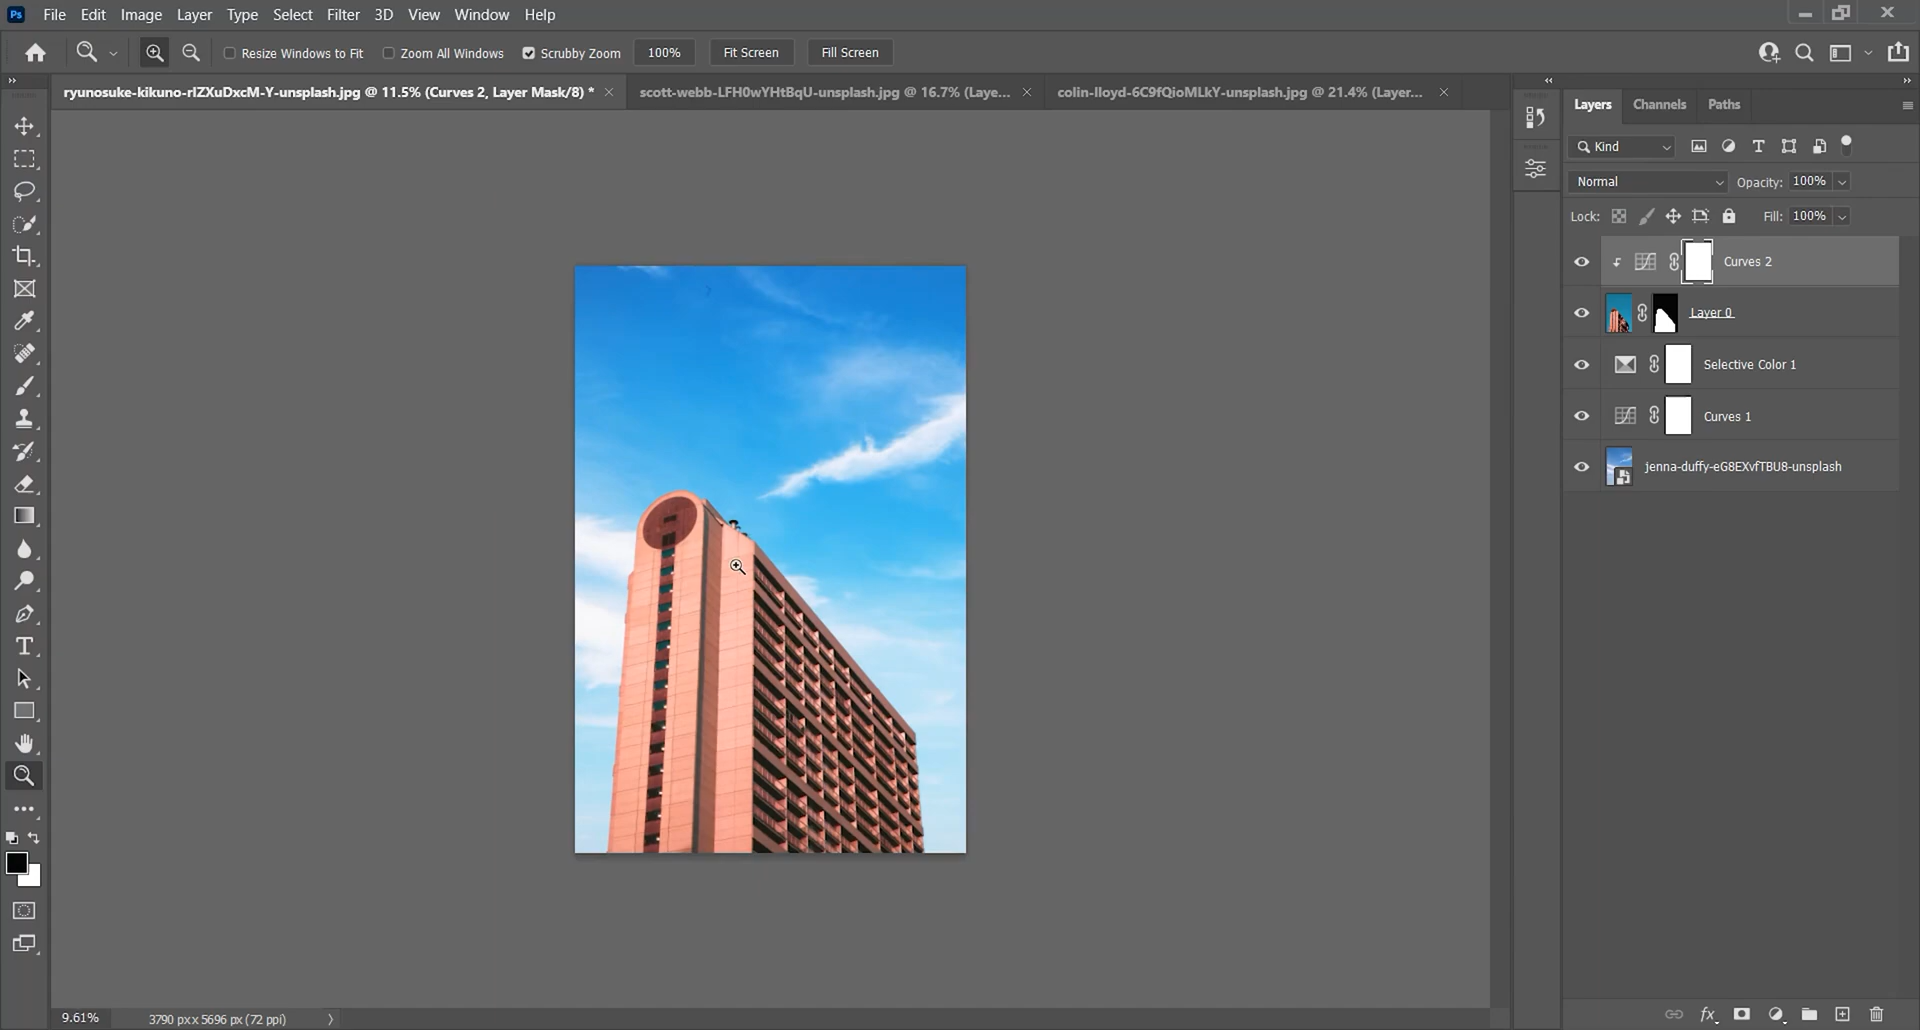 Ps File Edit Image Layer Type Select Filter 3D View Window Help
Resize Windows to Fit Zoom All Windows Scrubby Zoom 100% Fit Screen Fill Screen
ryunosuke-kikuno-rIZXuDxcM-Y-unsplash.jpg @ 11.5% (Curves 2, Layer Mask/8) * scott-webb-LFH0wYHtBqU-unsplash.jpg @ 16.7% (Laye... colin-lloyd-6C9fQioMLkY-unsplash.jpg @ 21.4% (Layer...
Layers Channels Paths
Kind
Normal Opacity: 100%
Lock: Fill: 100%
Curves 2
Layer 0
Selective Color 1
Curves 1
jenna-duffy-eG8EXvfTBU8-unsplash
9.61% 3790 px x 5696 px (72 ppi)